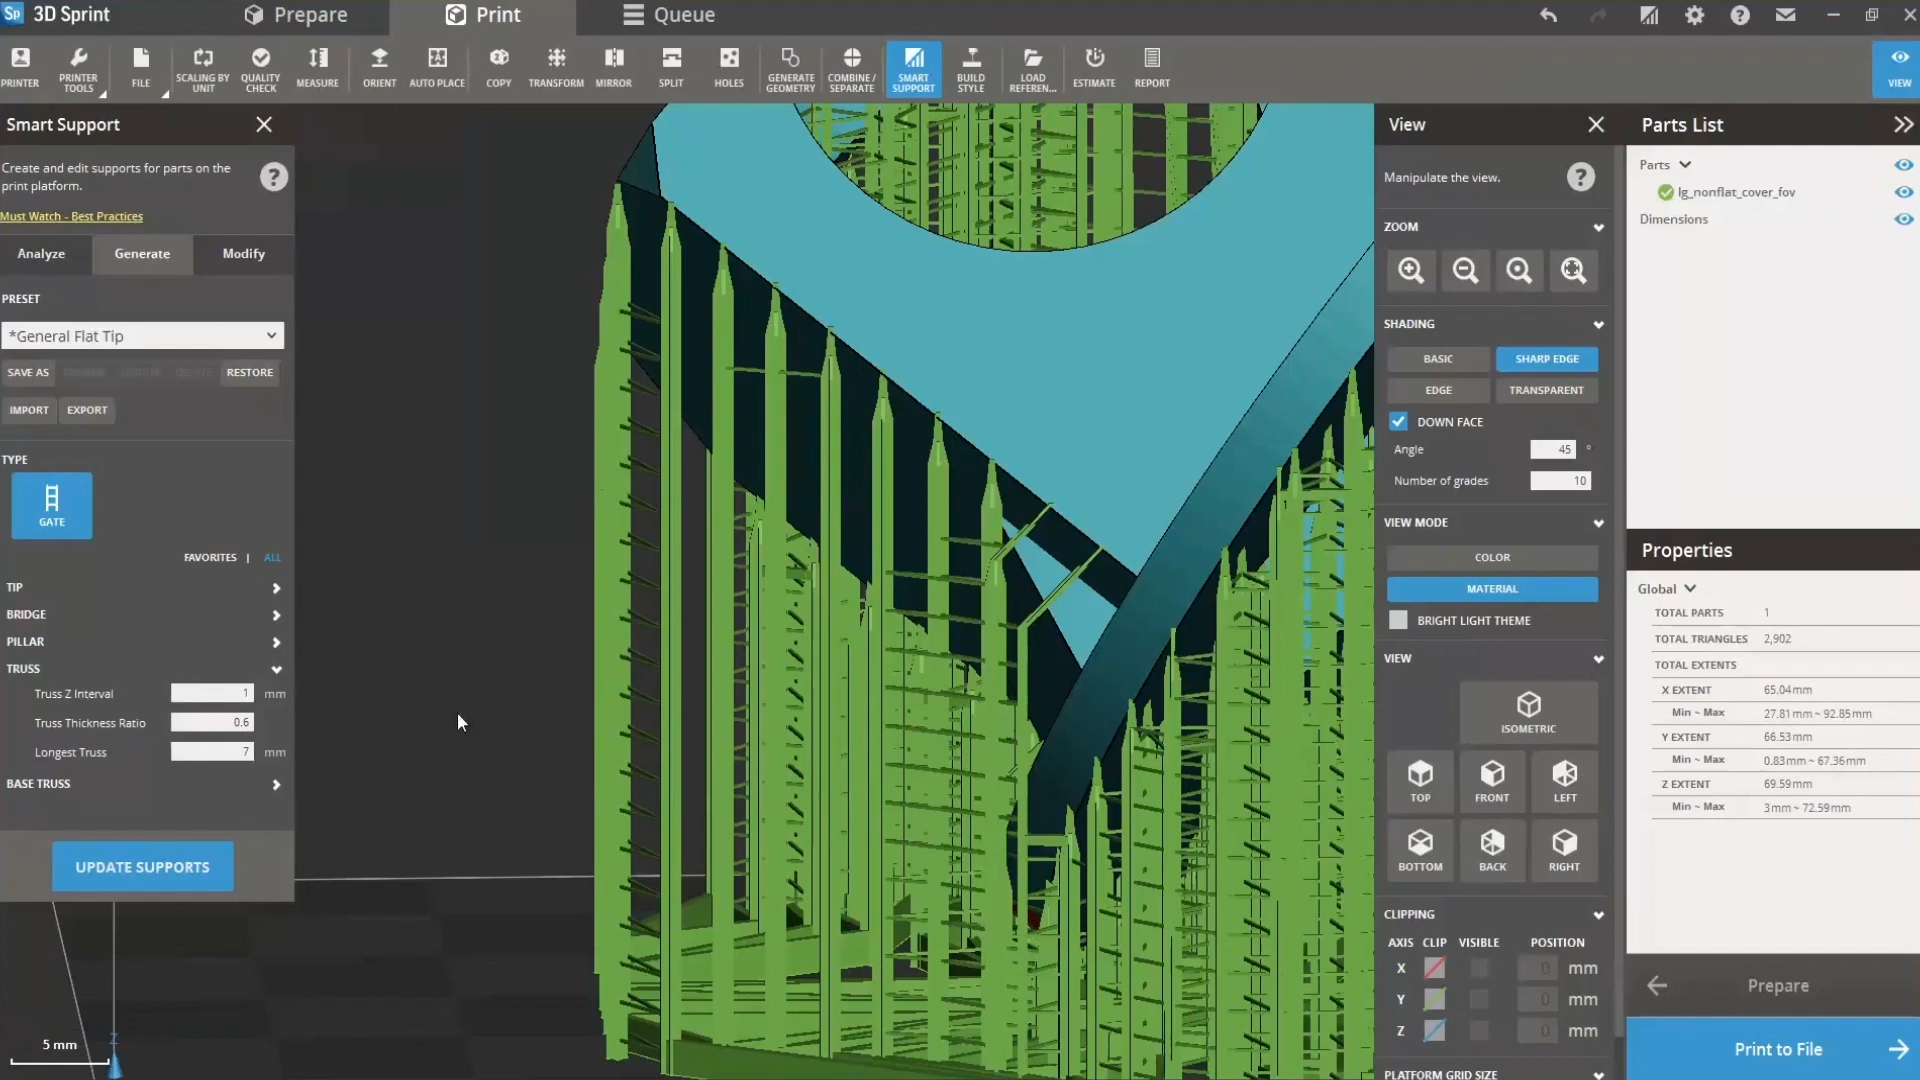 Sp 3D Sprint
Prepare
Print
Queue
PRINTER
PRINTER TOOLS
FILE
SCALING BY UNIT
QUALITY CHECK
MEASURE
ORIENT
AUTO PLACE
COPY
TRANSFORM
MIRROR
SPLIT
HOLES
GENERATE GEOMETRY
COMBINE / SEPARATE
SMART SUPPORT
BUILD STYLE
LOAD REFEREN...
ESTIMATE
REPORT
VIEW
Smart Support
Create and edit supports for parts on the
print platform.
Must Watch - Best Practices
Analyze
Generate
Modify
PRESET
*General Flat Tip
SAVE AS
RESTORE
IMPORT
EXPORT
TYPE
GATE
FAVORITES | ALL
TIP
BRIDGE
PILLAR
TRUSS
Truss Z Interval 1 mm
Truss Thickness Ratio 0.6
Longest Truss 7 mm
BASE TRUSS
UPDATE SUPPORTS
5 mm
Z
View
Manipulate the view.
ZOOM
SHADING
BASIC
SHARP EDGE
EDGE
TRANSPARENT
DOWN FACE
Angle 45 °
Number of grades 10
VIEW MODE
COLOR
MATERIAL
BRIGHT LIGHT THEME
VIEW
ISOMETRIC
TOP
FRONT
LEFT
BOTTOM
BACK
RIGHT
CLIPPING
AXIS CLIP VISIBLE POSITION
X 0 mm
Y 0 mm
Z 0 mm
PLATFORM GRID SIZE
Parts List
Parts
lg_nonflat_cover_fov
Dimensions
Properties
Global
TOTAL PARTS 1
TOTAL TRIANGLES 2,902
TOTAL EXTENTS
X EXTENT 65.04mm
Min ~ Max 27.81mm ~ 92.85mm
Y EXTENT 66.53mm
Min ~ Max 0.83mm ~ 67.36mm
Z EXTENT 69.59mm
Min ~ Max 3mm ~ 72.59mm
Prepare
Print to File